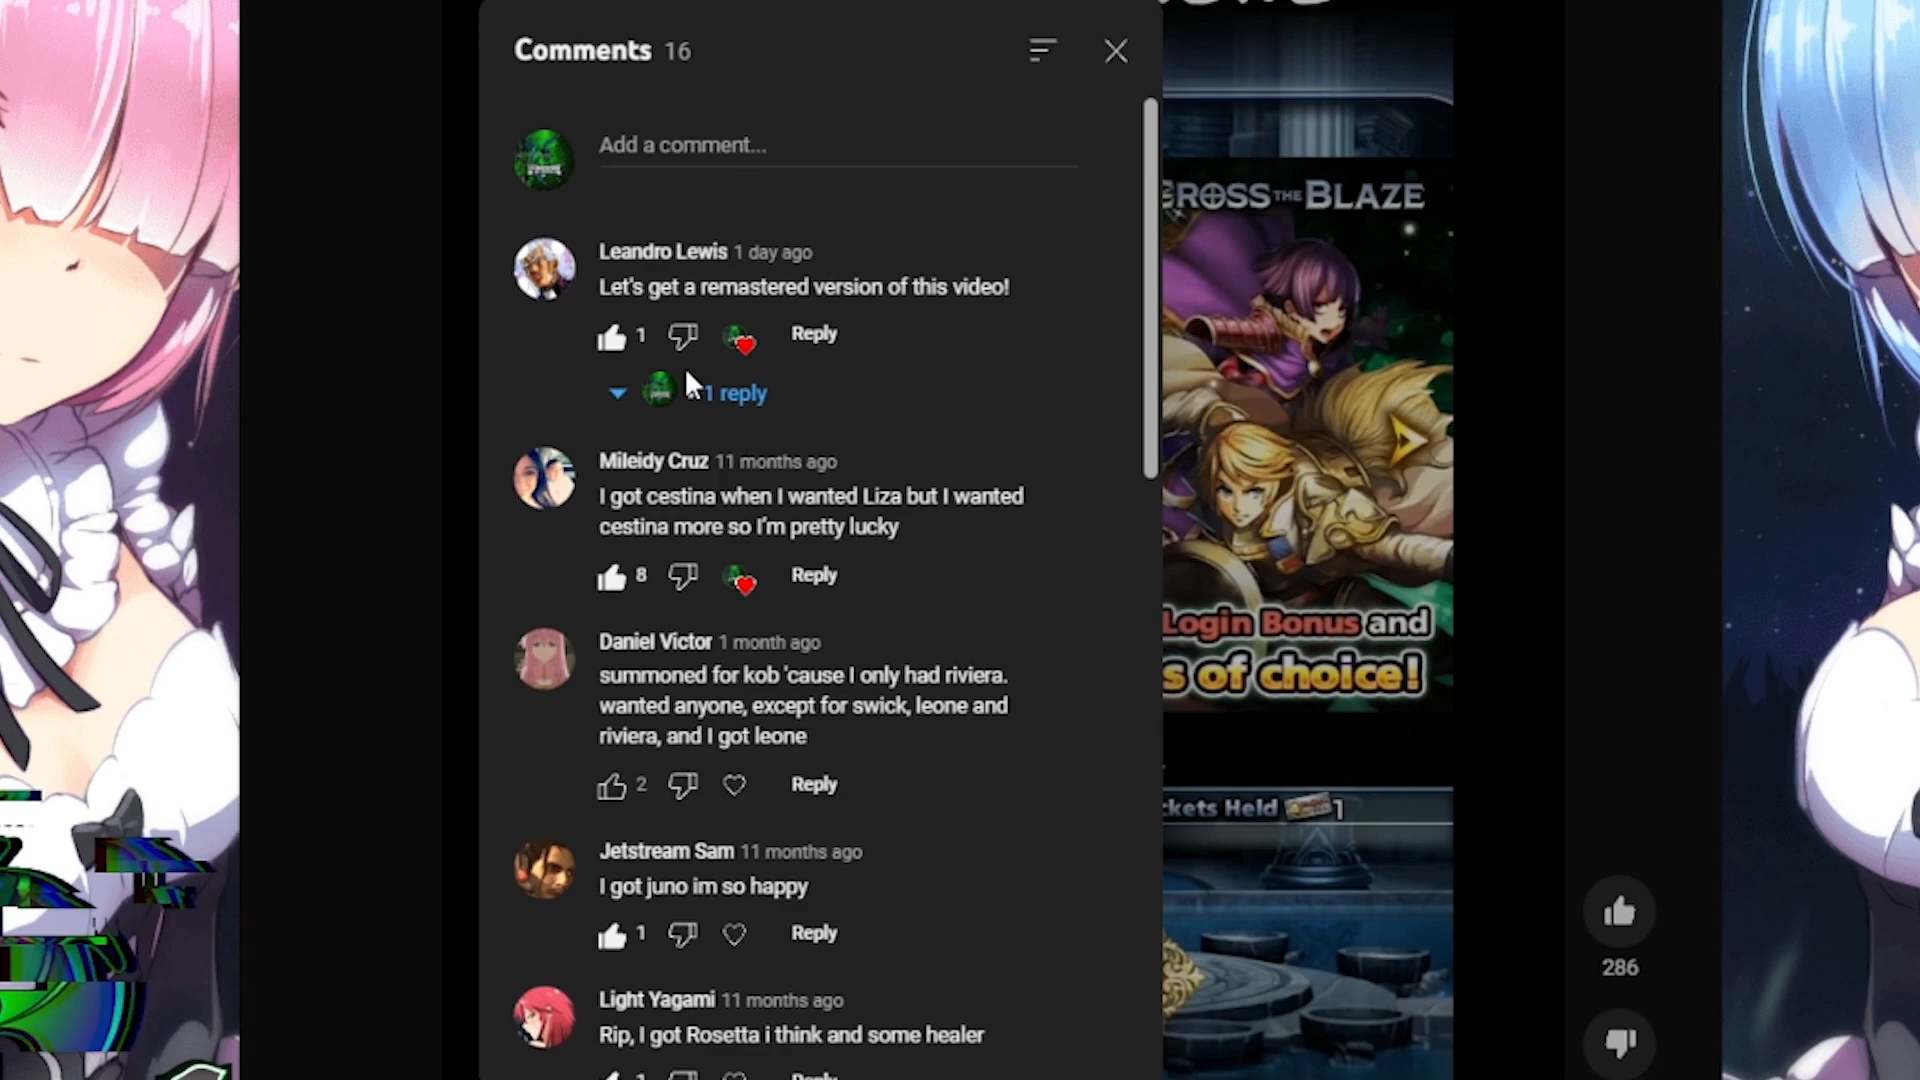 Comments 16
Add a comment...
Leandro Lewis 1 day ago
Let's get a remastered version of this video!
1 Reply
1 reply
Mileidy Cruz 11 months ago
I got cestina when I wanted Liza but I wanted
cestina more so I'm pretty lucky
8 Reply
Daniel Victor 1 month ago
summoned for kob 'cause I only had riviera.
wanted anyone, except for swick, leone and
riviera, and I got leone
2 Reply
Jetstream Sam 11 months ago
I got juno im so happy
1 Reply
Light Yagami 11 months ago
Rip, I got Rosetta i think and some healer
1 Reply
CROSS THE BLAZE
Login Bonus and
s of choice!
ckets Held 1
286